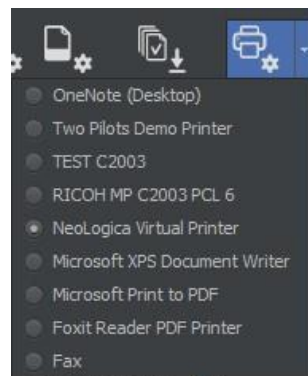 OneNote (Desktop)
Two Pilots Demo Printer
TEST C2003
RICOH MP C2003 PCL 6
NeoLogica Virtual Printer
Microsoft XPS Document Writer
Microsoft Print to PDF
Foxit Reader PDF Printer
Fax